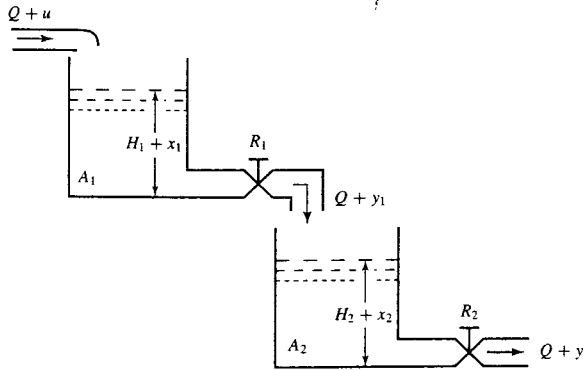 Q + u
H₁ + x₁
R₁
A₁
Q + y₁
H₂ + x₂
R₂
A₂
Q + y